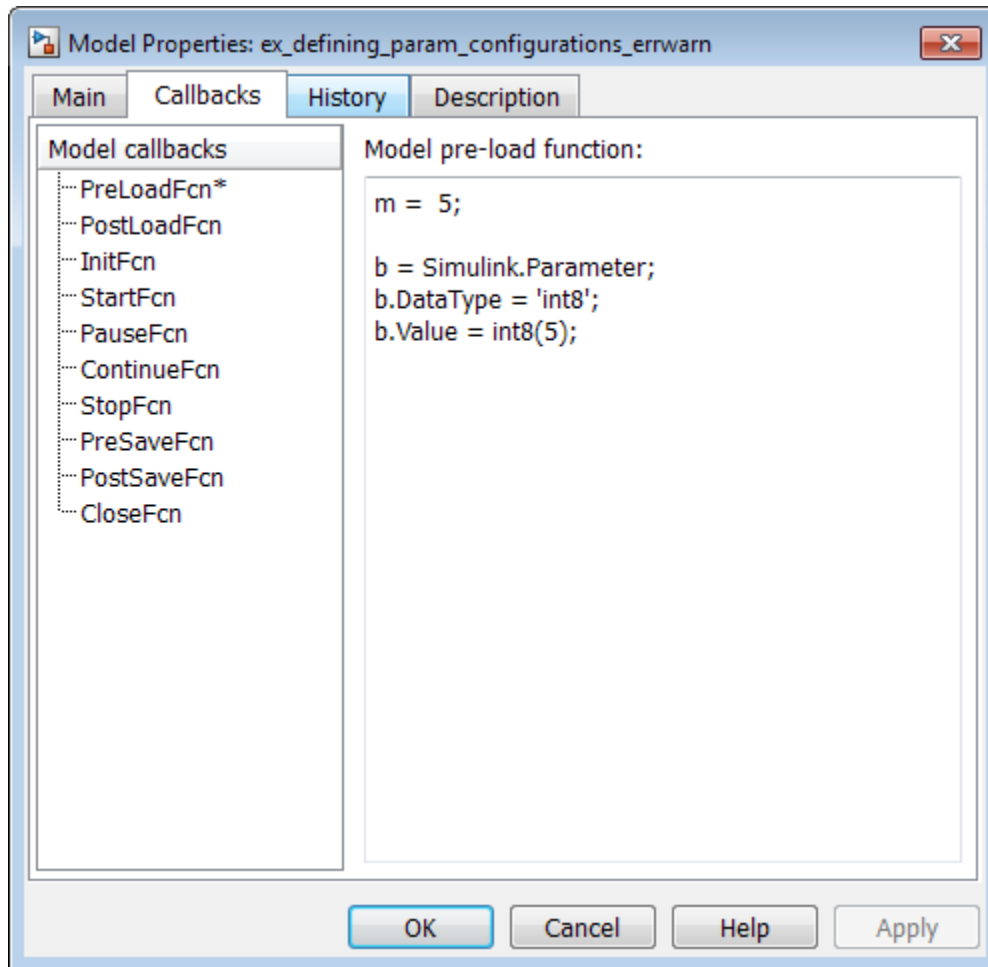 Model Properties: ex_defining_param_configurations_errwarn
Main Callbacks History Description
Model callbacks
PreLoadFcn*
PostLoadFcn
InitFcn
StartFcn
PauseFcn
ContinueFcn
StopFcn
PreSaveFcn
PostSaveFcn
CloseFcn
Model pre-load function:
m =  5;
b = Simulink.Parameter;
b.DataType = 'int8';
b.Value = int8(5);
OK Cancel Help Apply